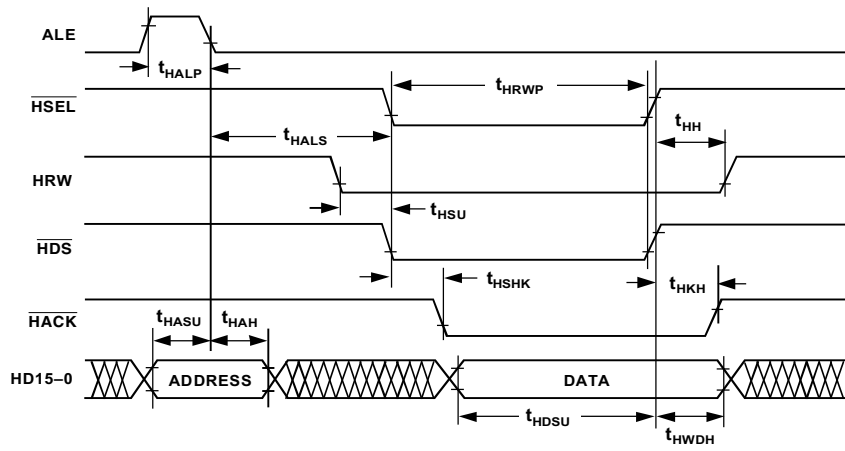 ALE
tHALP
HSEL
tHRWP
tHALS
tHH
HRW
tHSU
HDS
tHSHK
tHKH
HACK
tHASU
tHAH
HD15–0
ADDRESS
DATA
tHDSU
tHWDH